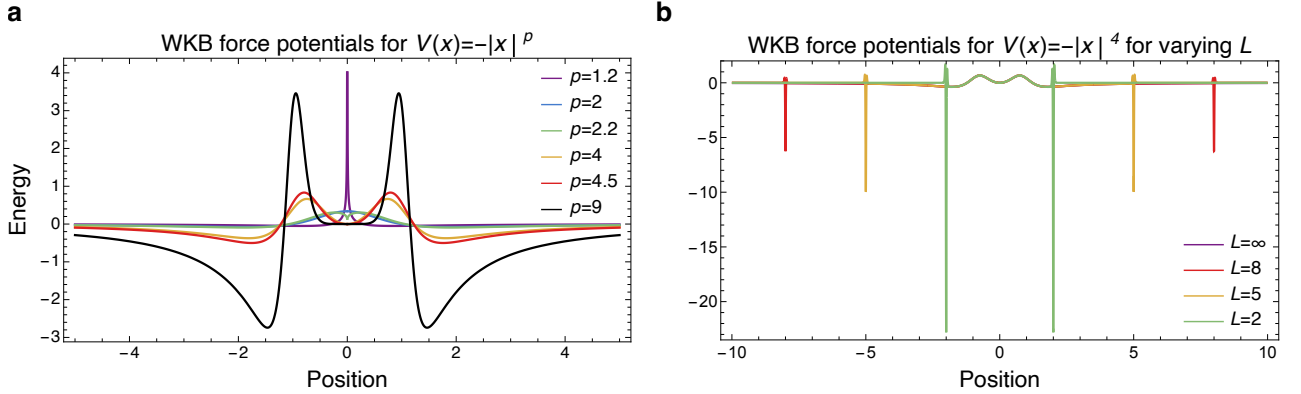 a
WKB force potentials for V(x)=−|x|^p
Energy
4
3
2
1
0
−1
−2
−3
−4
−2
0
2
4
Position
p=1.2
p=2
p=2.2
p=4
p=4.5
p=9
b
WKB force potentials for V(x)=−|x|^4 for varying L
0
−5
−10
−15
−20
−10
−5
0
5
10
Position
L=∞
L=8
L=5
L=2